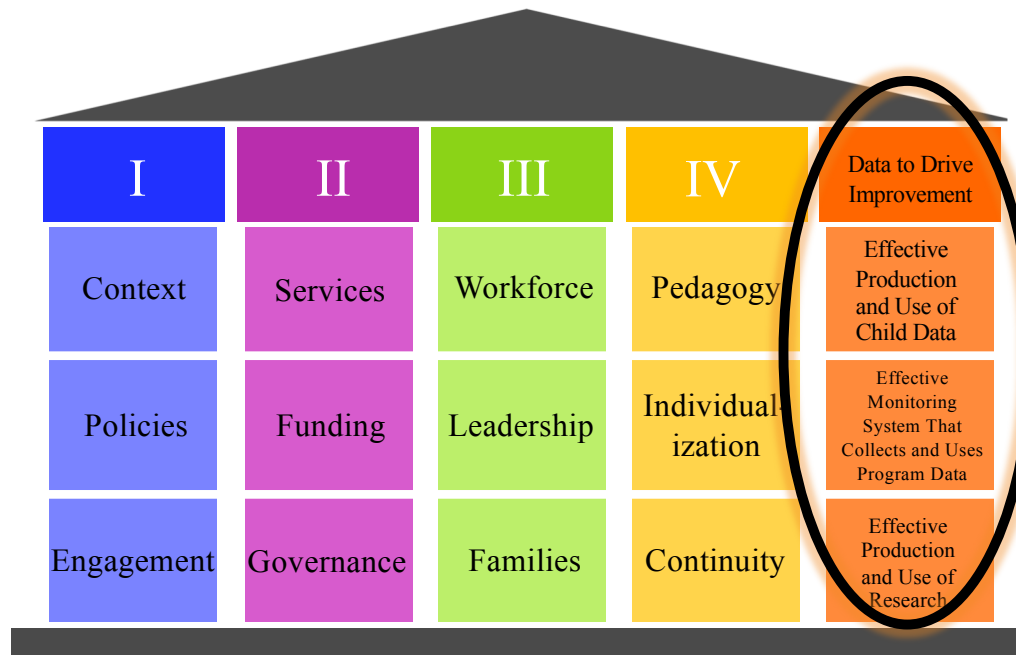 I
II
III
IV
Data to Drive
Improvement
Context
Services
Workforce
Pedagogy
Effective
Production
and Use of
Child Data
Policies
Funding
Leadership
Individual-
ization
Effective
Monitoring
System That
Collects and Uses
Program Data
Engagement
Governance
Families
Continuity
Effective
Production
and Use of
Research